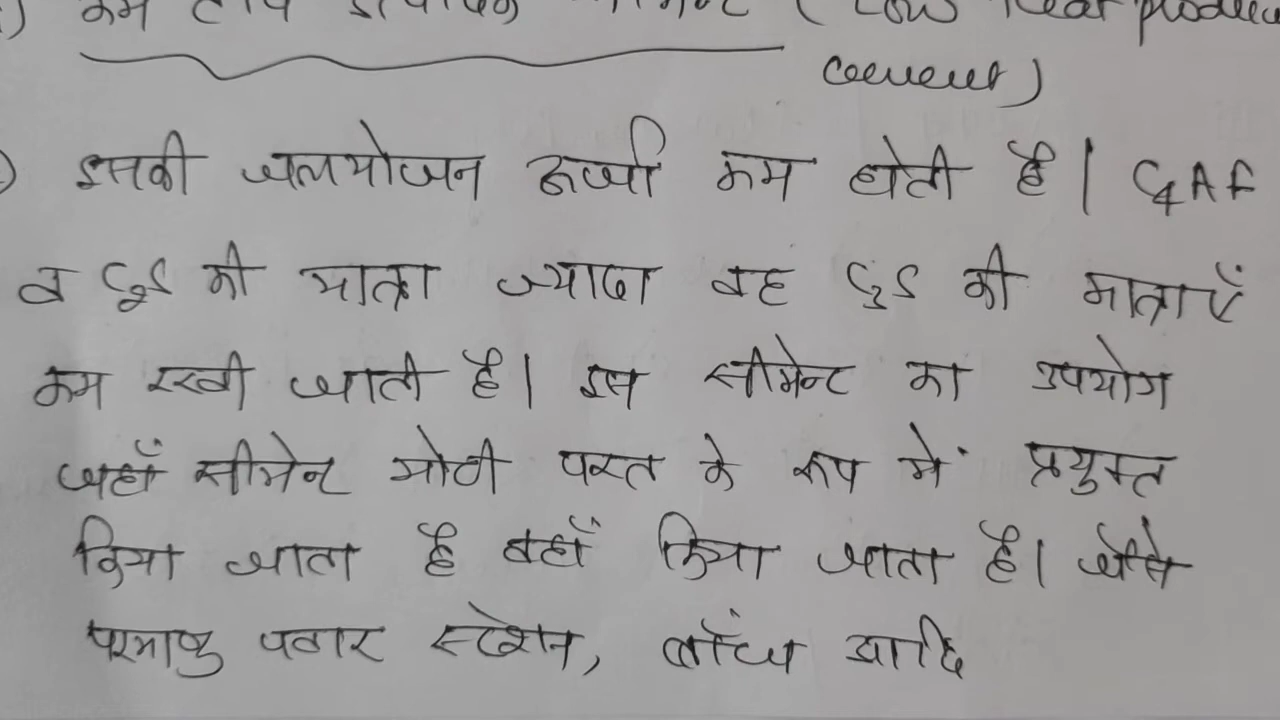 कम ताप उत्पादक सीमेंट ( Low heat produce
cement)
इसकी जलयोजन ऊर्जा कम होती है। C4AF
व C2S की मात्रा ज्यादा वह C3S की मात्राएँ
कम रखी जाती है। इस सीमेन्ट का उपयोग
जहाँ सीमेन्ट मोटी परत के रूप में प्रयुक्त
किया जाता है वहाँ किया जाता है। जैसे
परमाणु पवार स्टेशन, बाँध आदि